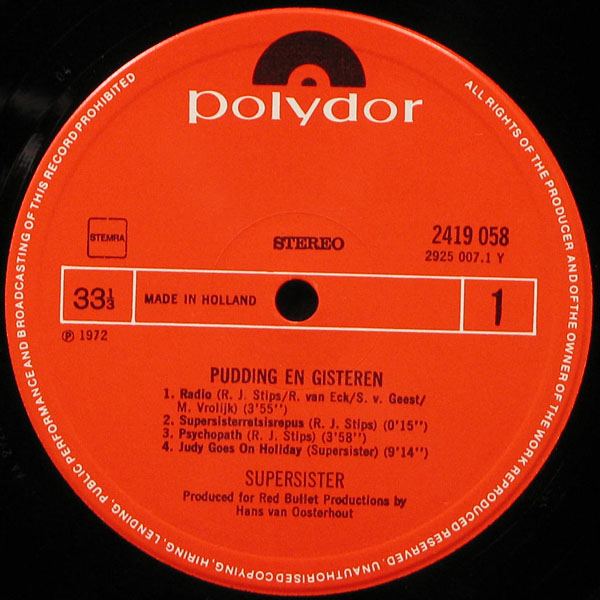 polydor
ALL RIGHTS OF THE PRODUCER AND OF THE OWNER OF THE WORK REPRODUCED RESERVED. UNAUTHORISED COPYING, HIRING, LENDING, PUBLIC PERFORMANCE AND BROADCASTING OF THIS RECORD PROHIBITED
STEMRA
STEREO
2419 058
2925 007.1 Y
33⅓
MADE IN HOLLAND
1
℗ 1972
PUDDING EN GISTEREN
1. Radio (R. J. Stips/R. van Eck/S. v. Geest/
M. Vrolijk) (3'55'')
2. Supersisterretsisrepus (R. J. Stips) (0'15'')
3. Psychopath (R. J. Stips) (3'58'')
4. Judy Goes On Holiday (Supersister) (9'14'')
SUPERSISTER
Produced for Red Bullet Productions by
Hans van Oosterhout